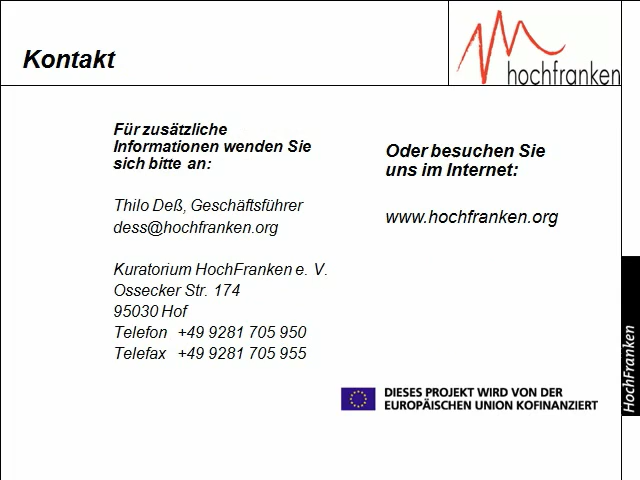 Kontakt
hochfranken
Für zusätzliche
Informationen wenden Sie
sich bitte an:
Thilo Deß, Geschäftsführer
dess@hochfranken.org
Kuratorium HochFranken e. V.
Ossecker Str. 174
95030 Hof
Telefon +49 9281 705 950
Telefax +49 9281 705 955
Oder besuchen Sie
uns im Internet:
www.hochfranken.org
DIESES PROJEKT WIRD VON DER
EUROPÄISCHEN UNION KOFINANZIERT
HochFranken